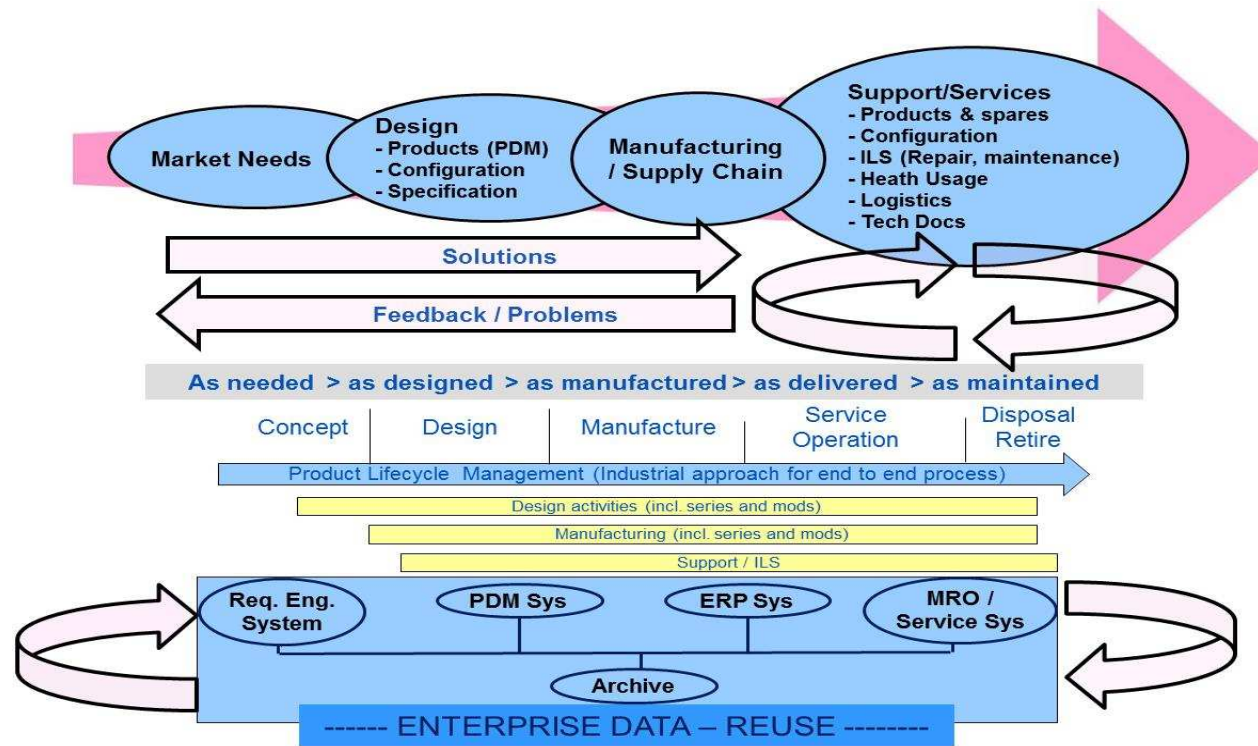 Market Needs
Design
- Products (PDM)
- Configuration
- Specification
Manufacturing
/ Supply Chain
Support/Services
- Products & spares
- Configuration
- ILS (Repair, maintenance)
- Heath Usage
- Logistics
- Tech Docs
Solutions
Feedback / Problems
As needed > as designed > as manufactured > as delivered > as maintained
Concept
Design
Manufacture
Service
Operation
Disposal
Retire
Product Lifecycle Management (Industrial approach for end to end process)
Design activities (incl. series and mods)
Manufacturing (incl. series and mods)
Support / ILS
Req. Eng.
System
PDM Sys
ERP Sys
MRO /
Service Sys
Archive
------ ENTERPRISE DATA – REUSE --------